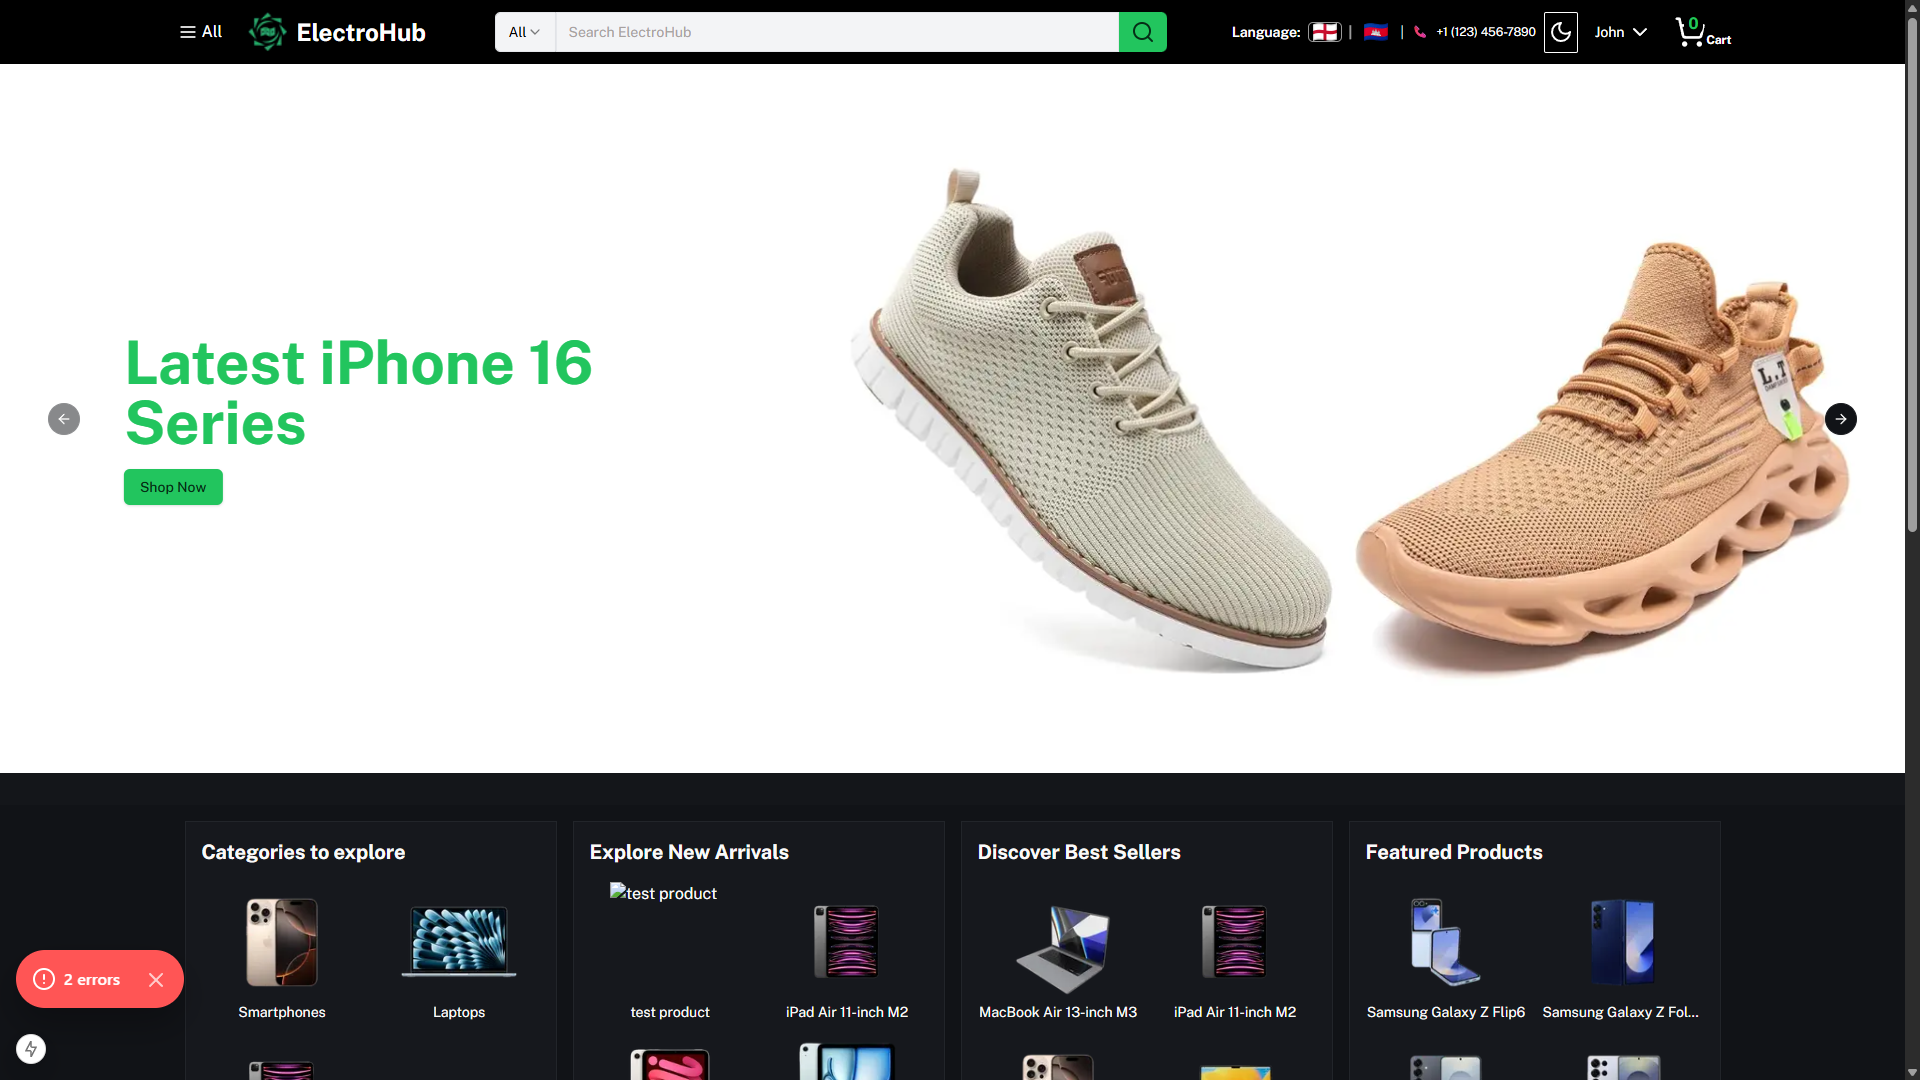 All
ElectroHub
All
Search ElectroHub
Language:
|
|
+1 (123) 456-7890
John
0
Cart
Latest iPhone 16
Series
Shop Now
L.T
Categories to explore
Explore New Arrivals
Discover Best Sellers
Featured Products
test product
Smartphones
Laptops
test product
iPad Air 11-inch M2
MacBook Air 13-inch M3
iPad Air 11-inch M2
Samsung Galaxy Z Flip6
Samsung Galaxy Z Fol...
2 errors